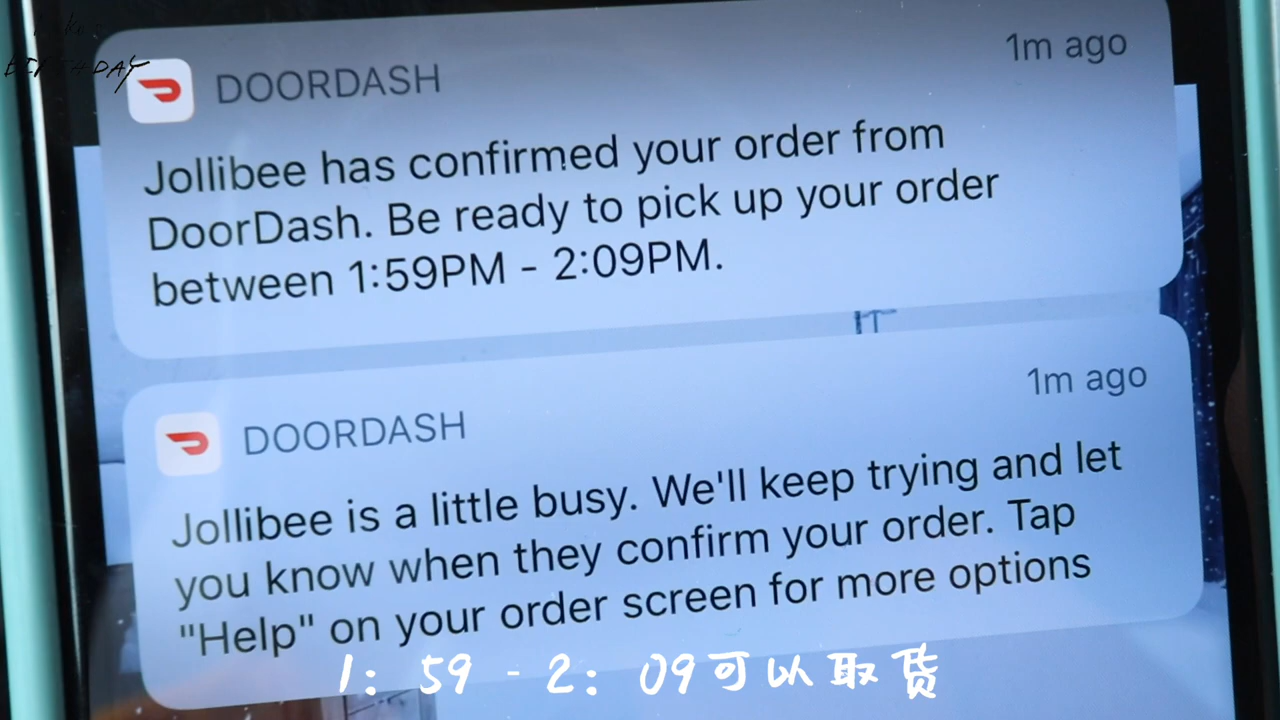 BIRTHDAY
DOORDASH
1m ago
Jollibee has confirmed your order from
DoorDash. Be ready to pick up your order
between 1:59PM - 2:09PM.
DOORDASH
1m ago
Jollibee is a little busy. We'll keep trying and let
you know when they confirm your order. Tap
"Help" on your order screen for more options
1：59 - 2：09可以取货